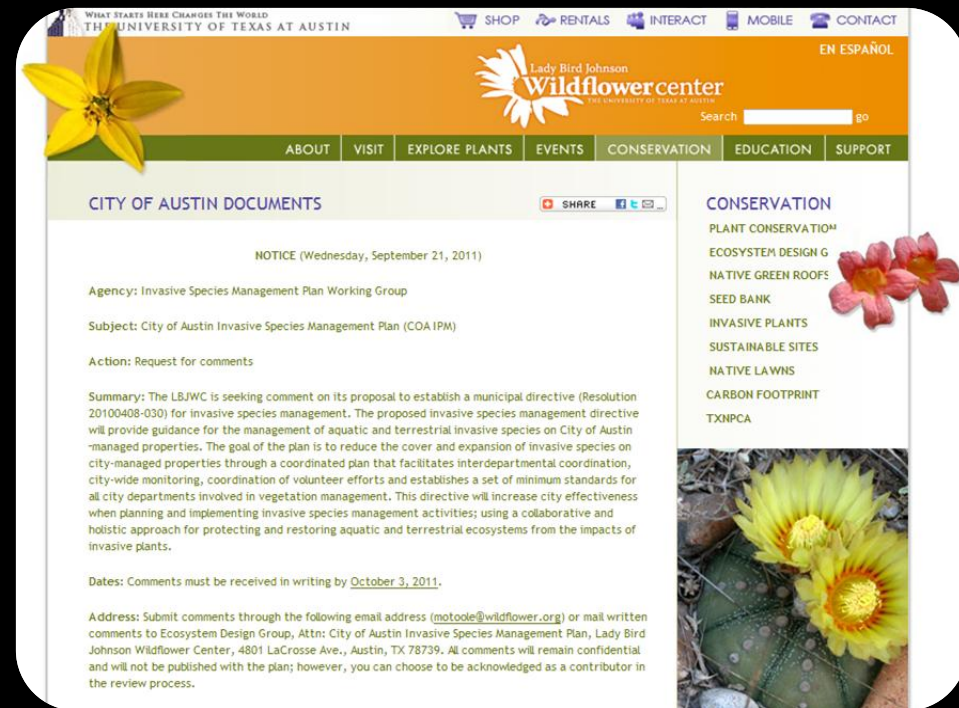 WHAT STARTS HERE CHANGES THE WORLD
THE UNIVERSITY OF TEXAS AT AUSTIN
SHOP RENTALS INTERACT MOBILE CONTACT
EN ESPAÑOL
Lady Bird Johnson
Wildflower center
THE UNIVERSITY OF TEXAS AT AUSTIN
Search go
ABOUT VISIT EXPLORE PLANTS EVENTS CONSERVATION EDUCATION SUPPORT
CITY OF AUSTIN DOCUMENTS
SHARE
NOTICE (Wednesday, September 21, 2011)
Agency: Invasive Species Management Plan Working Group
Subject: City of Austin Invasive Species Management Plan (COA IPM)
Action: Request for comments
Summary: The LBJWC is seeking comment on its proposal to establish a municipal directive (Resolution
20100408-030) for invasive species management. The proposed invasive species management directive
will provide guidance for the management of aquatic and terrestrial invasive species on City of Austin
-managed properties. The goal of the plan is to reduce the cover and expansion of invasive species on
city-managed properties through a coordinated plan that facilitates interdepartmental coordination,
city-wide monitoring, coordination of volunteer efforts and establishes a set of minimum standards for
all city departments involved in vegetation management. This directive will increase city effectiveness
when planning and implementing invasive species management activities; using a collaborative and
holistic approach for protecting and restoring aquatic and terrestrial ecosystems from the impacts of
invasive plants.
Dates: Comments must be received in writing by October 3, 2011.
Address: Submit comments through the following email address (motoole@wildflower.org) or mail written
comments to Ecosystem Design Group, Attn: City of Austin Invasive Species Management Plan, Lady Bird
Johnson Wildflower Center, 4801 LaCrosse Ave., Austin, TX 78739. All comments will remain confidential
and will not be published with the plan; however, you can choose to be acknowledged as a contributor in
the review process.
CONSERVATION
PLANT CONSERVATION
ECOSYSTEM DESIGN G
NATIVE GREEN ROOFS
SEED BANK
INVASIVE PLANTS
SUSTAINABLE SITES
NATIVE LAWNS
CARBON FOOTPRINT
TXNPCA